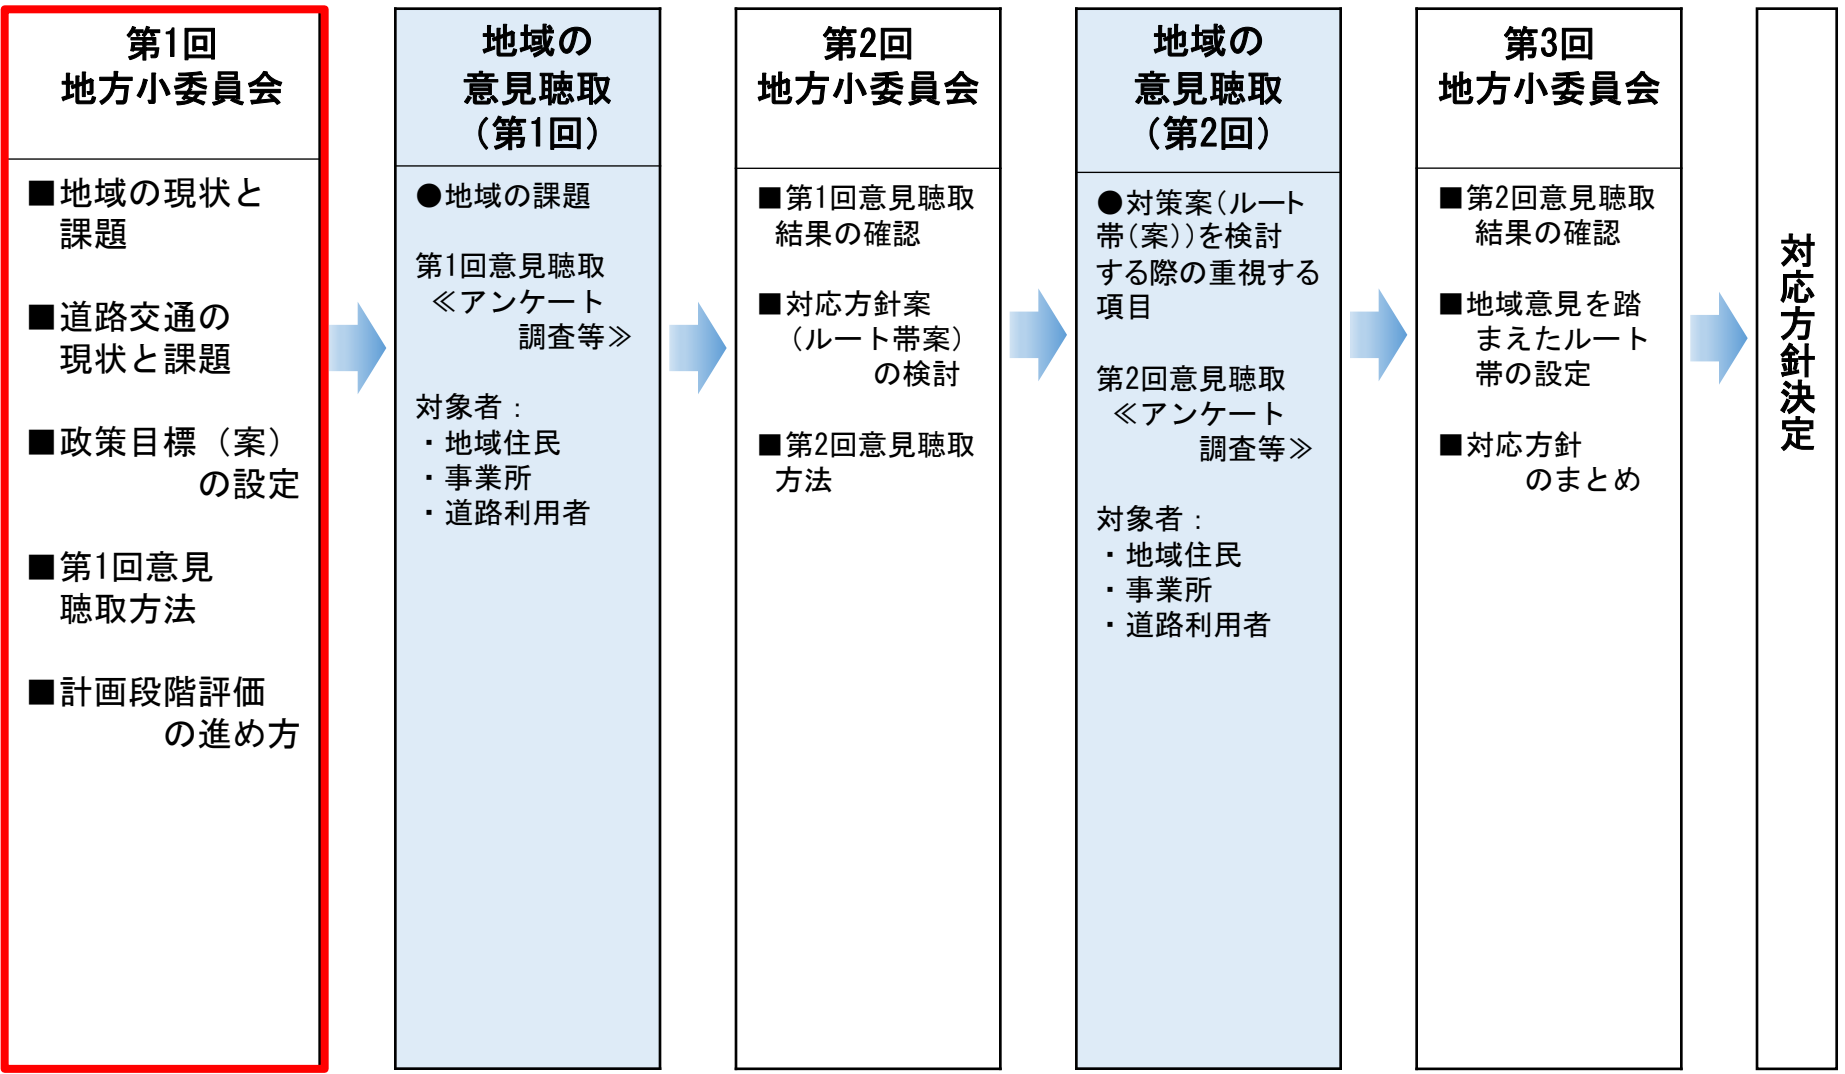 第1回
地方小委員会
■地域の現状と
課題
■道路交通の
現状と課題
■政策目標（案）
の設定
■第1回意見
聴取方法
■計画段階評価
の進め方
地域の
意見聴取
（第1回）
●地域の課題
第1回意見聴取
≪アンケート
調査等≫
対象者：
・地域住民
・事業所
・道路利用者
第2回
地方小委員会
■第1回意見聴取
結果の確認
■対応方針案
（ルート帯案）
の検討
■第2回意見聴取
方法
地域の
意見聴取
（第2回）
●対策案（ルート
帯（案））を検討
する際の重視する
項目
第2回意見聴取
≪アンケート
調査等≫
対象者：
・地域住民
・事業所
・道路利用者
第3回
地方小委員会
■第2回意見聴取
結果の確認
■地域意見を踏
まえたルート
帯の設定
■対応方針
のまとめ
対応方針決定